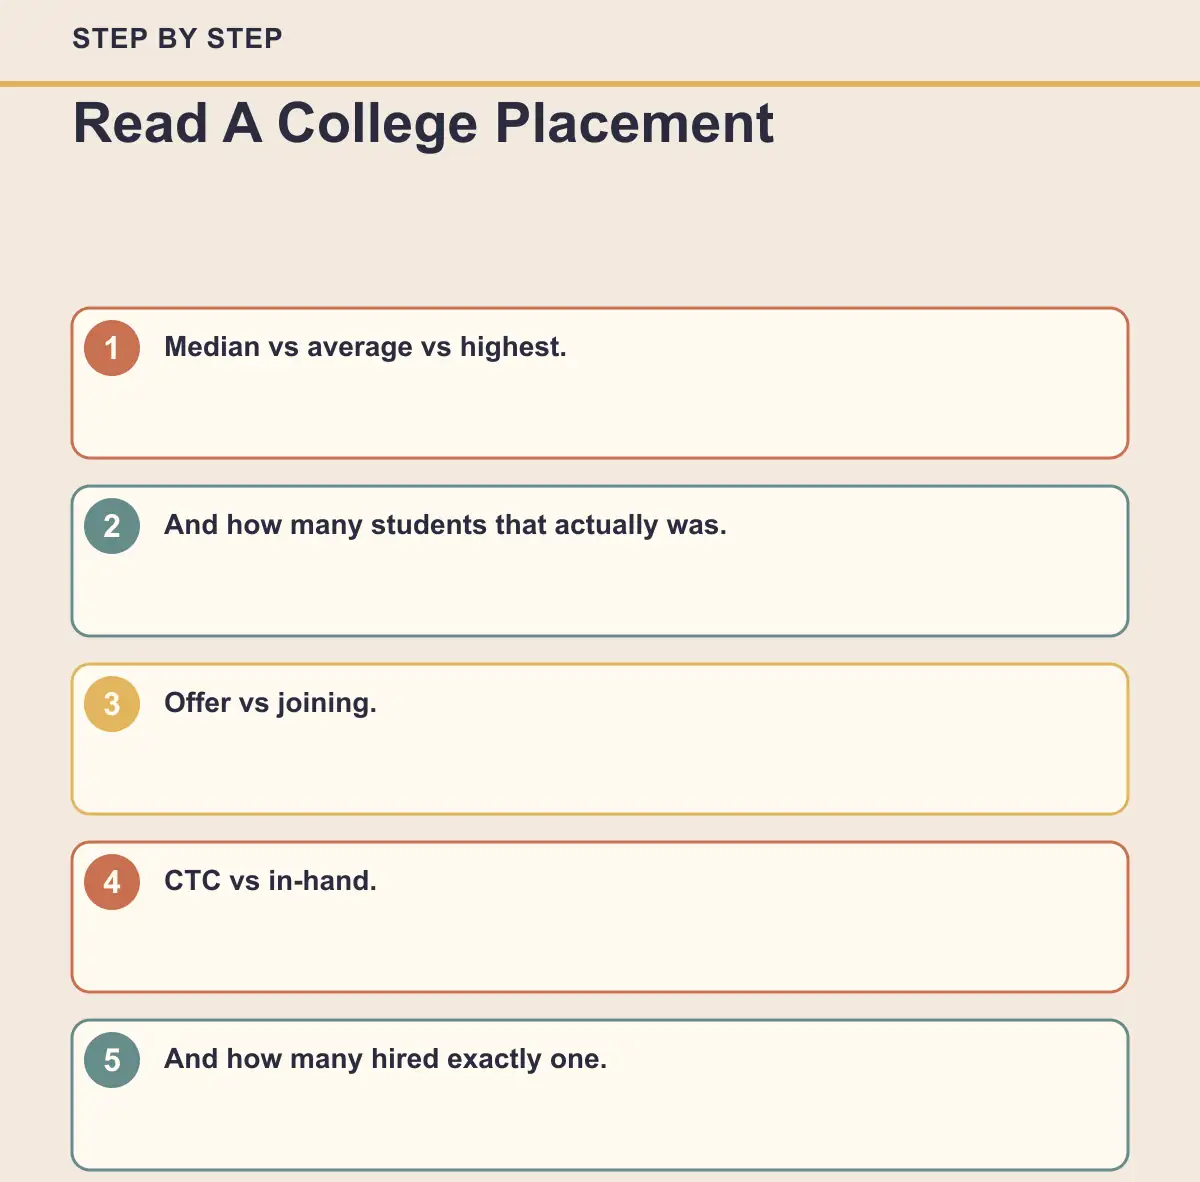 STEP BY STEP
Read A College Placement
1 Median vs average vs highest.
2 And how many students that actually was.
3 Offer vs joining.
4 CTC vs in-hand.
5 And how many hired exactly one.